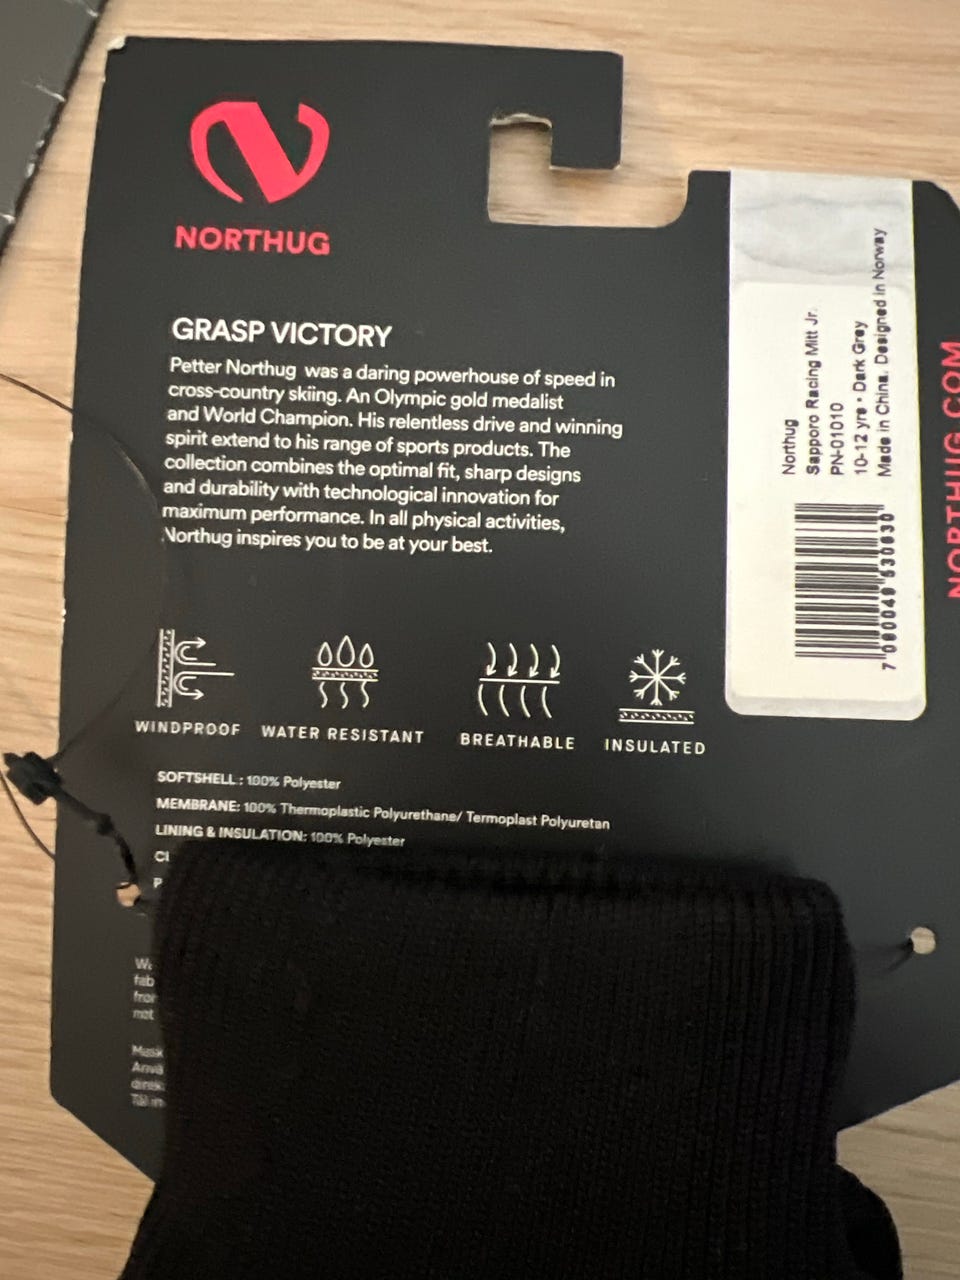 NORTHUG
GRASP VICTORY
Petter Northug was a daring powerhouse of speed in
cross-country skiing. An Olympic gold medalist
and World Champion. His relentless drive and winning
spirit extend to his range of sports products. The
collection combines the optimal fit, sharp designs
and durability with technological innovation for
maximum performance. In all physical activities,
Northug inspires you to be at your best.
WINDPROOF
WATER RESISTANT
BREATHABLE
INSULATED
SOFTSHELL: 100% Polyester
MEMBRANE: 100% Thermoplastic Polyurethane/ Termoplast Polyuretan
LINING & INSULATION: 100% Polyester
Northug
Sapporo Racing Mitt Jr.
PN-01010
10-12 yrs • Dark Grey
Made in China. Designed in Norway
NORTHUG.COM